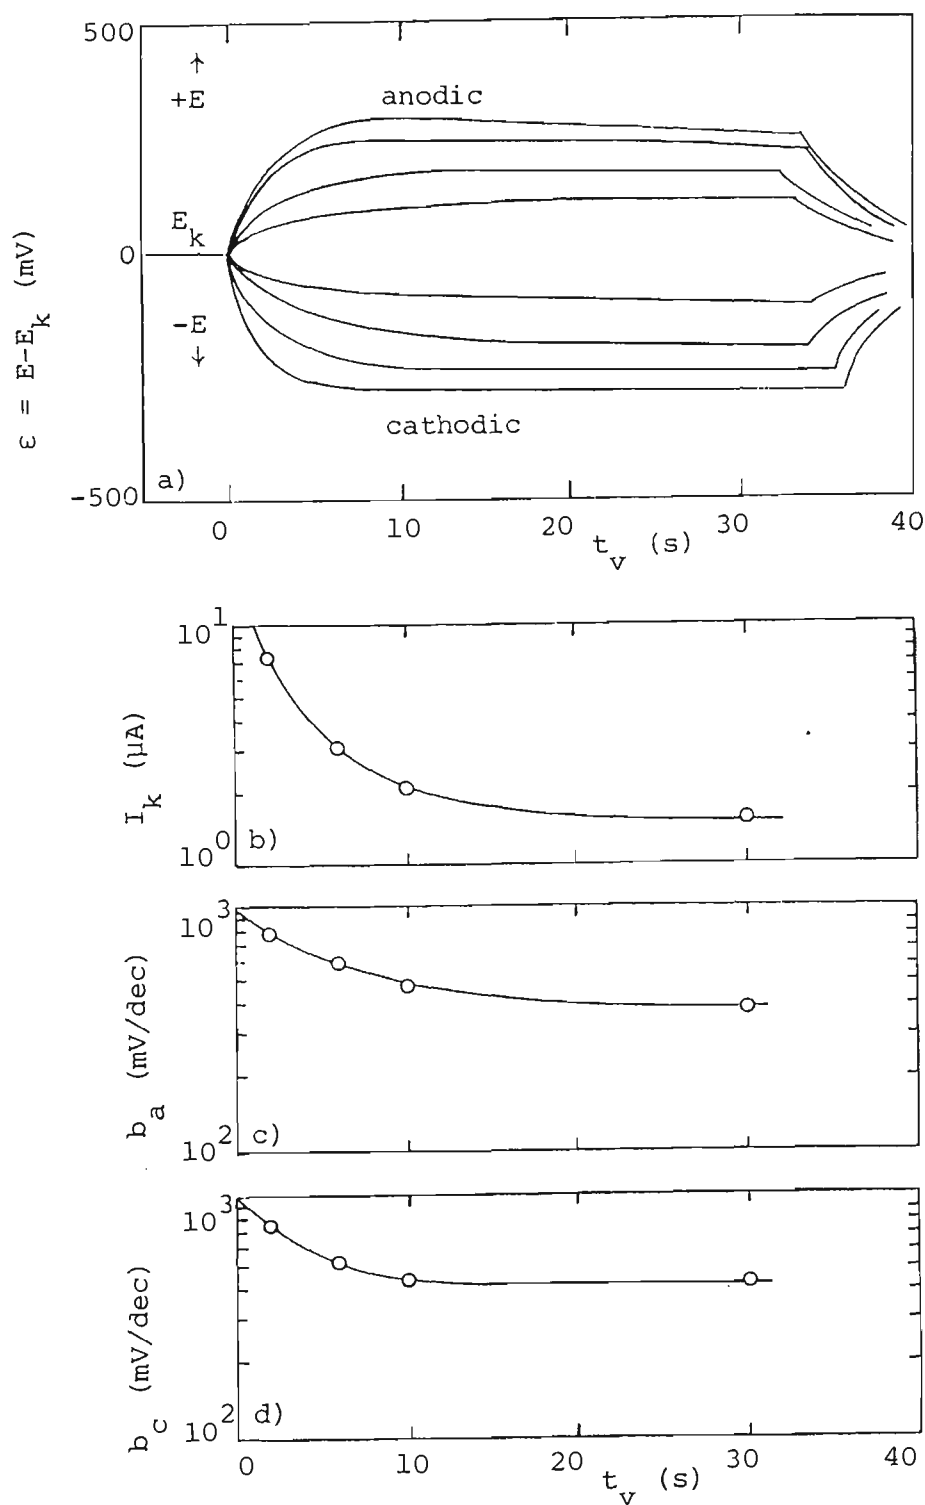 500
↑
+E
anodic
E_k
0
-E
↓
cathodic
a)
-500
ε = E-E_k (mV)
0 10 20 30 40
t_v (s)
10^1
I_k (μA)
10^0
b)
10^3
b_a (mV/dec)
10^2
c)
10^3
b_c (mV/dec)
10^2
d)
0 10 20 30 40
t_v (s)